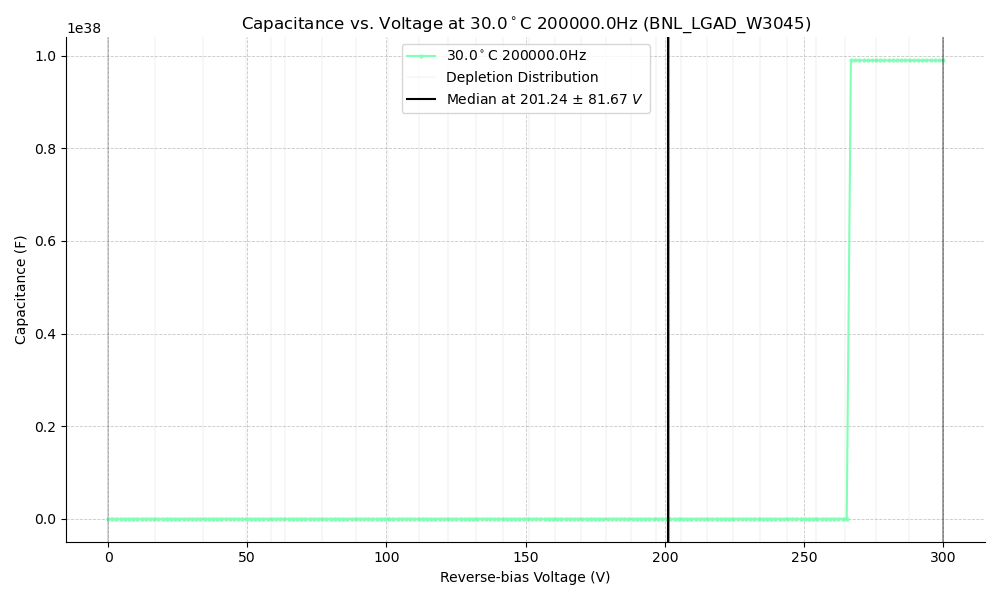 Capacitance vs. Voltage at 30.0°C 200000.0Hz (BNL_LGAD_W3045)
1e38
30.0°C 200000.0Hz
Depletion Distribution
Median at 201.24 ± 81.67 V
1.0
0.8
0.6
0.4
0.2
0.0
Capacitance (F)
0 50 100 150 200 250 300
Reverse-bias Voltage (V)